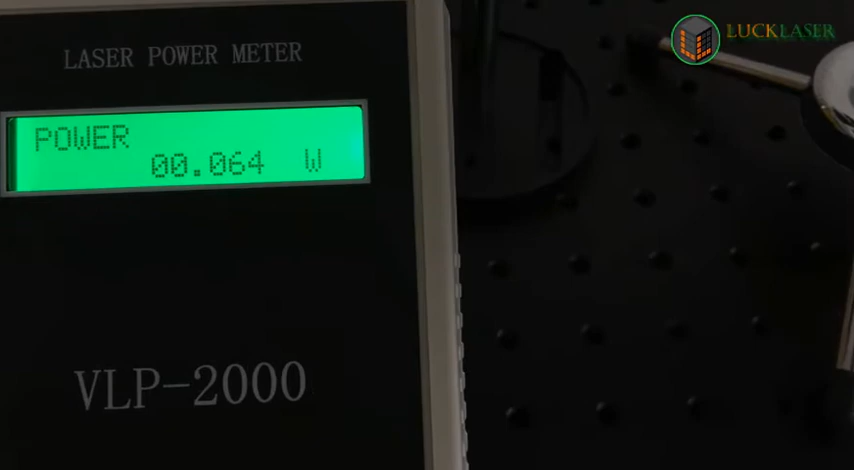 LUCKLASER
LASER POWER METER
POWER
00.064 W
VLP-2000